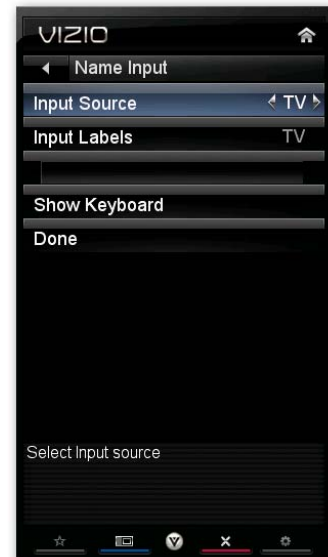 VIZIO
Name Input
Input Source TV
Input Labels TV
Show Keyboard
Done
Select Input source
V